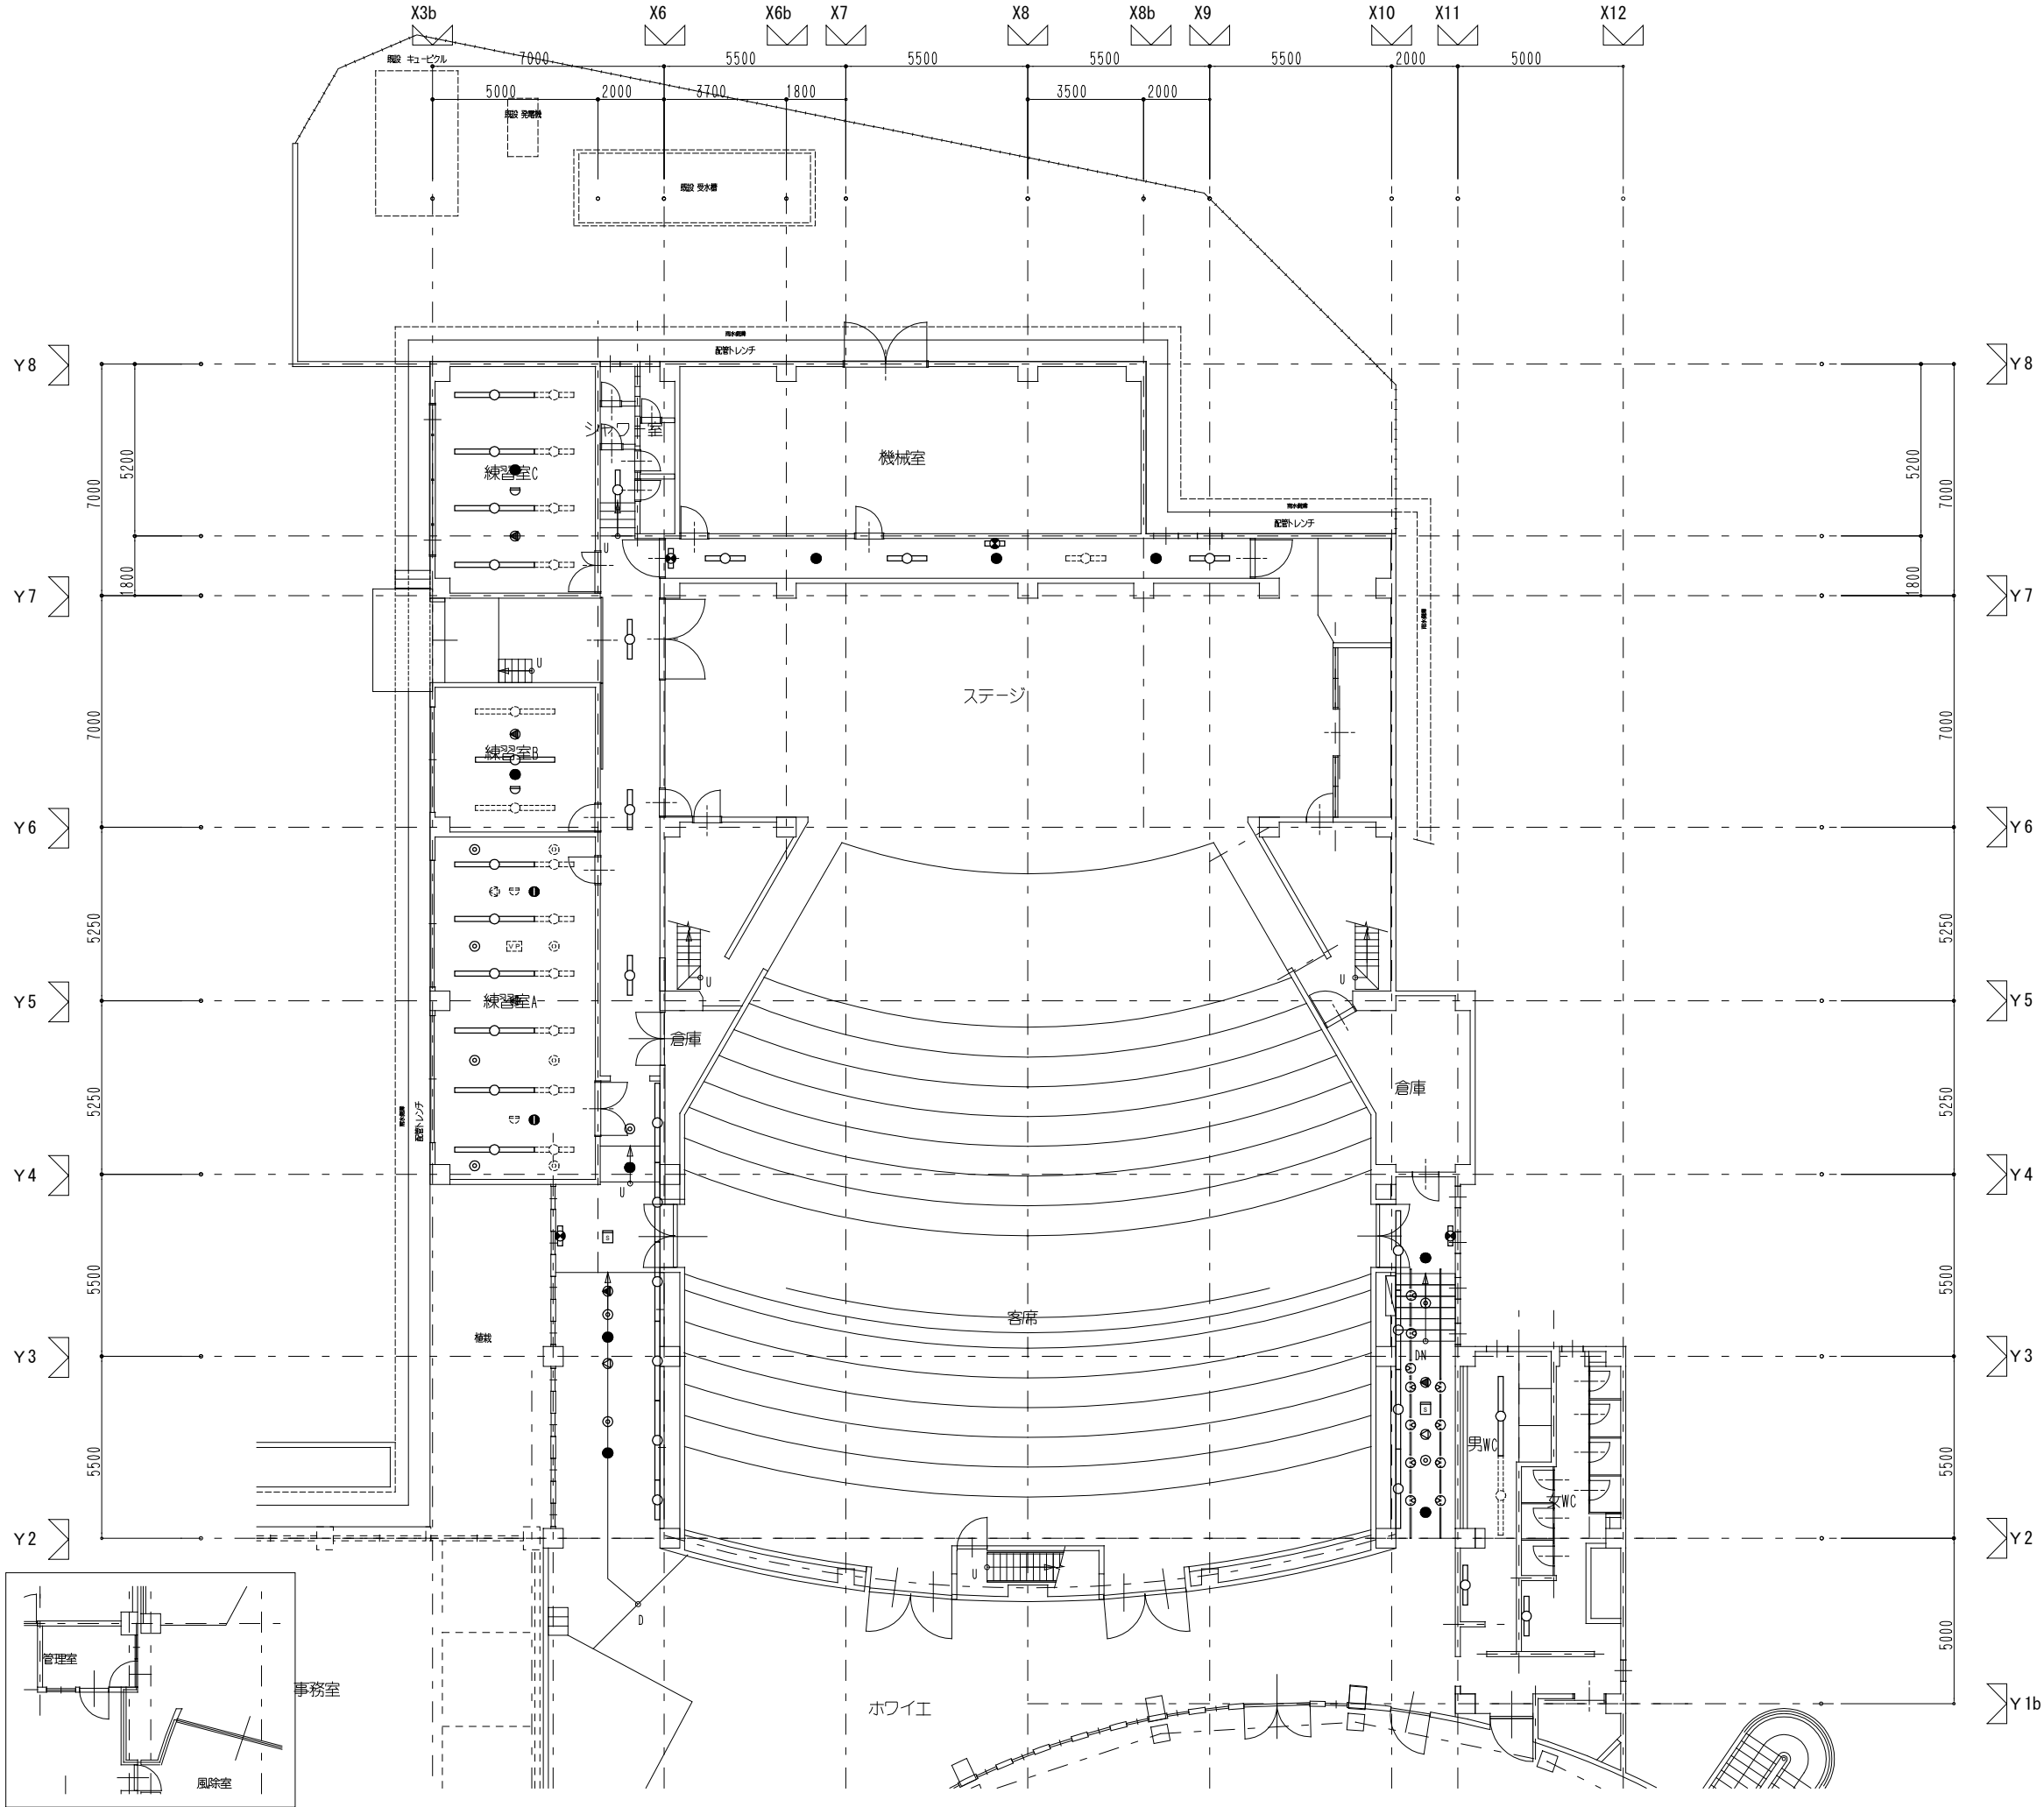 X3b X6 X6b X7 X8 X8b X9 X10 X11 X12
既設 キュービクル
7000 5500 5500 5500 5500 2000 5000
5000 2000 3700 1800 3500 2000
既設 発電機
既設 受水槽
配管トレンチ
Y8 Y8
シャワー室
機械室
練習室C
5200 5200
7000 7000
配管トレンチ
U
1800 1800
Y7 Y7
U
ステージ
7000 7000
練習室B
Y6 Y6
5250 5250
VP
U U
Y5 練習室A Y5
倉庫
倉庫
5250 5250
配管トレンチ
Y4 Y4
U
S
5500 5500
客席
植栽
Y3 DN Y3
S
男WC
5500 5500
女WC
Y2 Y2
U
D
5000
管理室
事務室
ホワイエ
Y1b
風除室